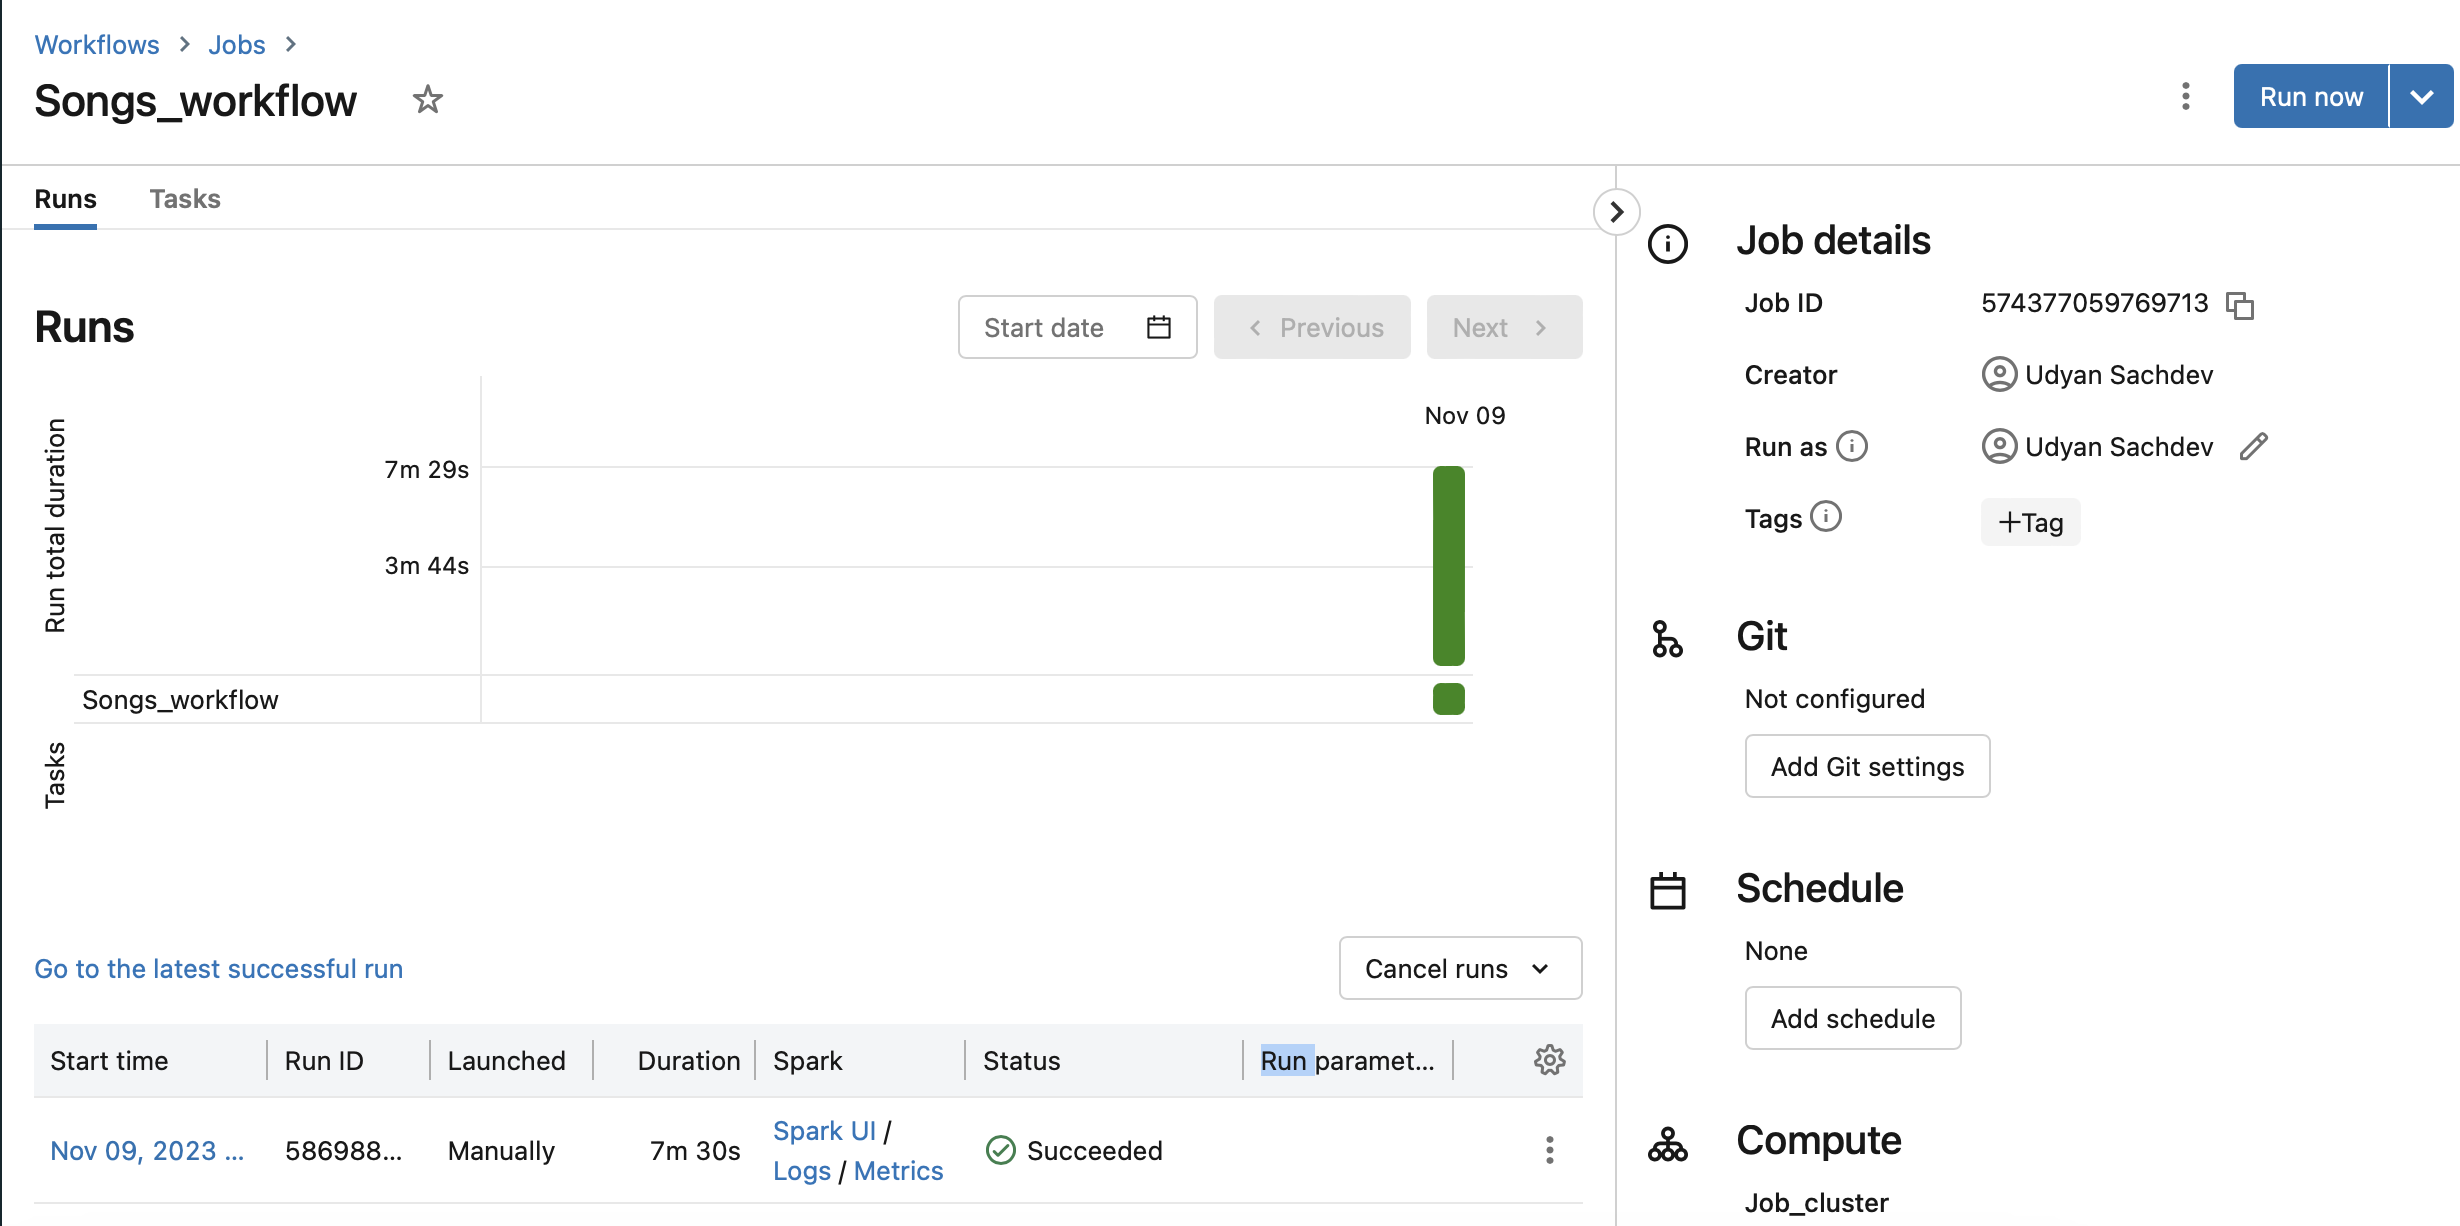 Workflows > Jobs >
Songs_workflow
Run now
Runs Tasks
Runs
Start date
Previous
Next
Run total duration
Nov 09
7m 29s
3m 44s
Songs_workflow
Tasks
Go to the latest successful run
Cancel runs
Start time Run ID Launched Duration Spark Status Run paramet...
Nov 09, 2023 ... 586988... Manually 7m 30s Spark UI / Succeeded
Logs / Metrics
Job details
Job ID 574377059769713
Creator Udyan Sachdev
Run as Udyan Sachdev
Tags +Tag
Git
Not configured
Add Git settings
Schedule
None
Add schedule
Compute
Job_cluster